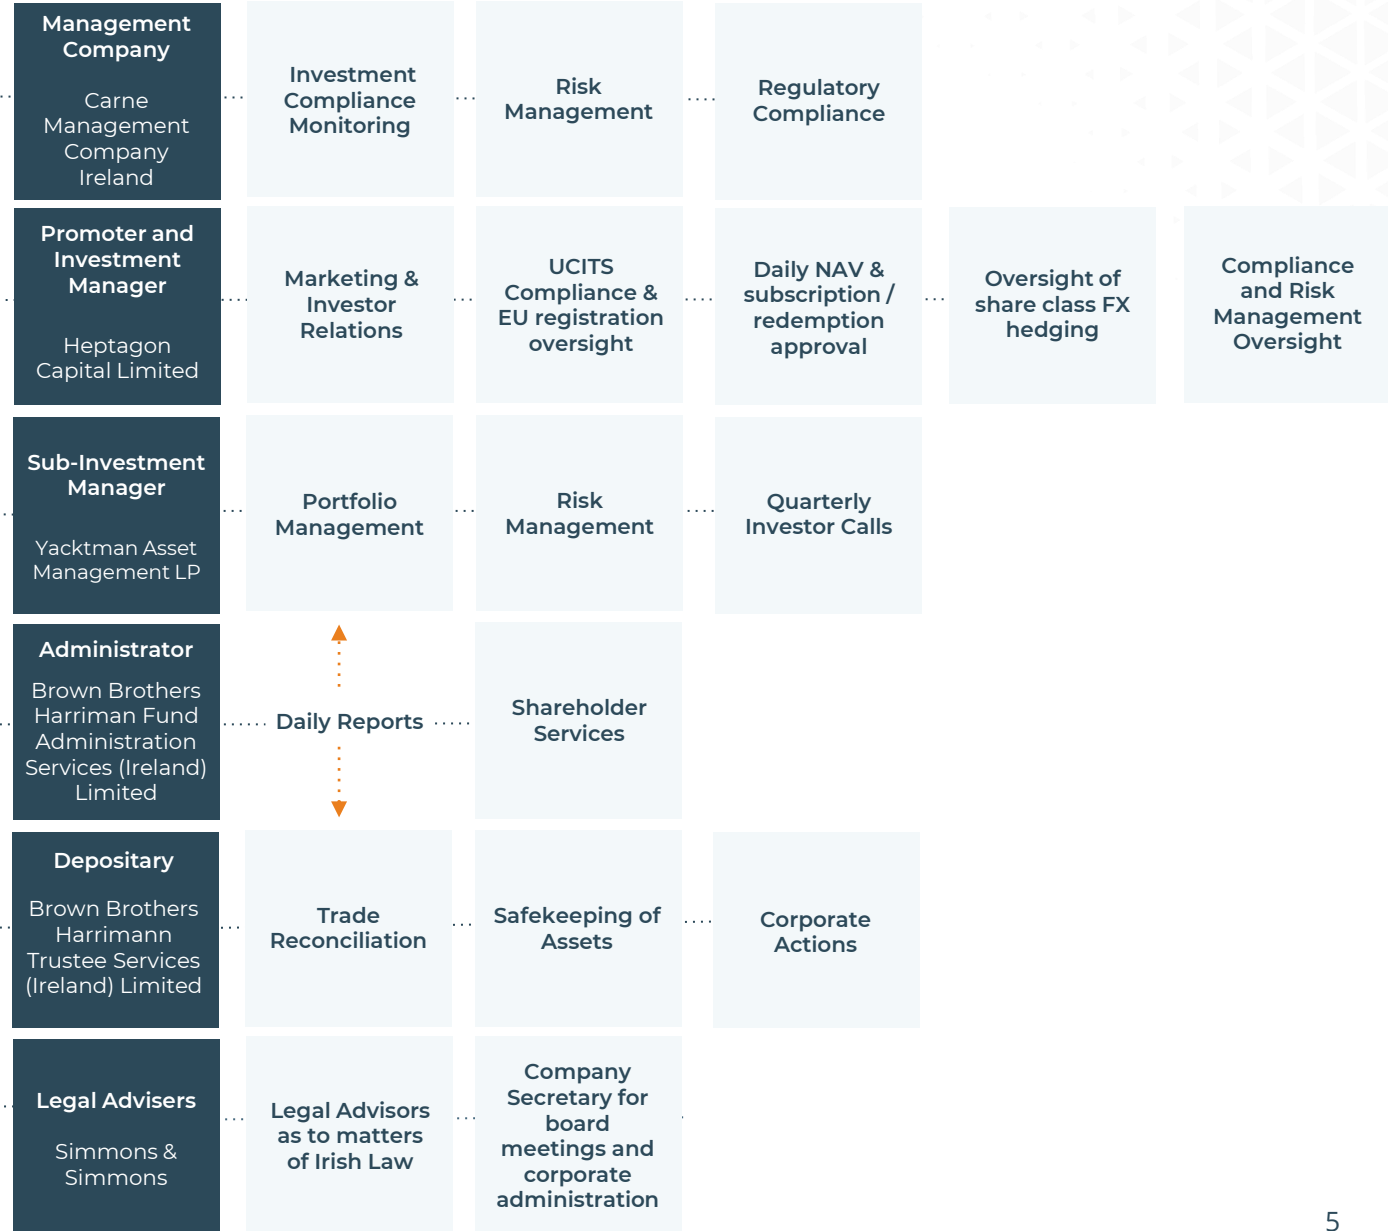 Management
Company
Carne
Management
Company
Ireland
Investment
Compliance
Monitoring
Risk
Management
Regulatory
Compliance
Promoter and
Investment
Manager
Heptagon
Capital Limited
Marketing &
Investor
Relations
UCITS
Compliance &
EU registration
oversight
Daily NAV &
subscription /
redemption
approval
Oversight of
share class FX
hedging
Compliance
and Risk
Management
Oversight
Sub-Investment
Manager
Yacktman Asset
Management LP
Portfolio
Management
Risk
Management
Quarterly
Investor Calls
Administrator
Brown Brothers
Harriman Fund
Administration
Services (Ireland)
Limited
Daily Reports
Shareholder
Services
Depositary
Brown Brothers
Harrimann
Trustee Services
(Ireland) Limited
Trade
Reconciliation
Safekeeping of
Assets
Corporate
Actions
Legal Advisers
Simmons &
Simmons
Legal Advisors
as to matters
of Irish Law
Company
Secretary for
board
meetings and
corporate
administration
5